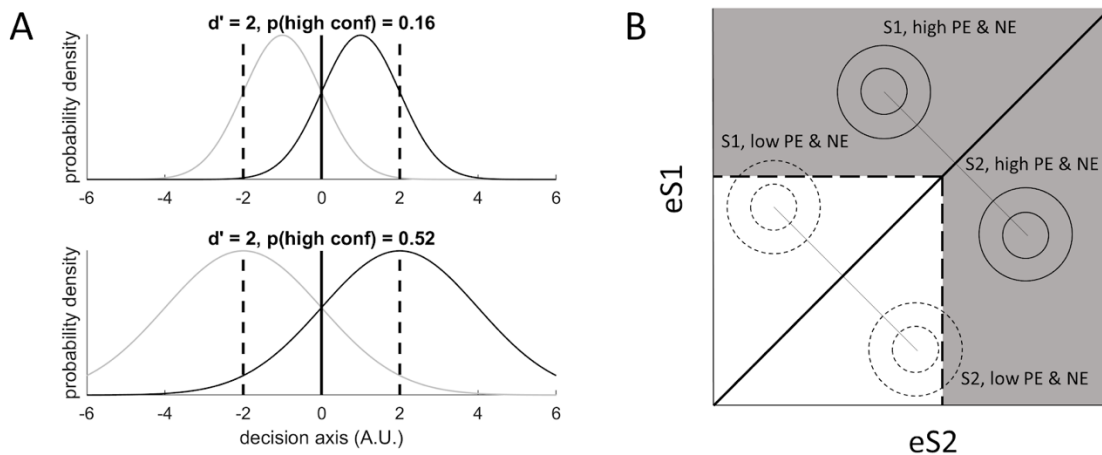 A
d' = 2, p(high conf) = 0.16
probability density
-6 -4 -2 0 2 4 6
d' = 2, p(high conf) = 0.52
probability density
-6 -4 -2 0 2 4 6
decision axis (A.U.)
B
S1, high PE & NE
S1, low PE & NE
S2, high PE & NE
S2, low PE & NE
eS1
eS2